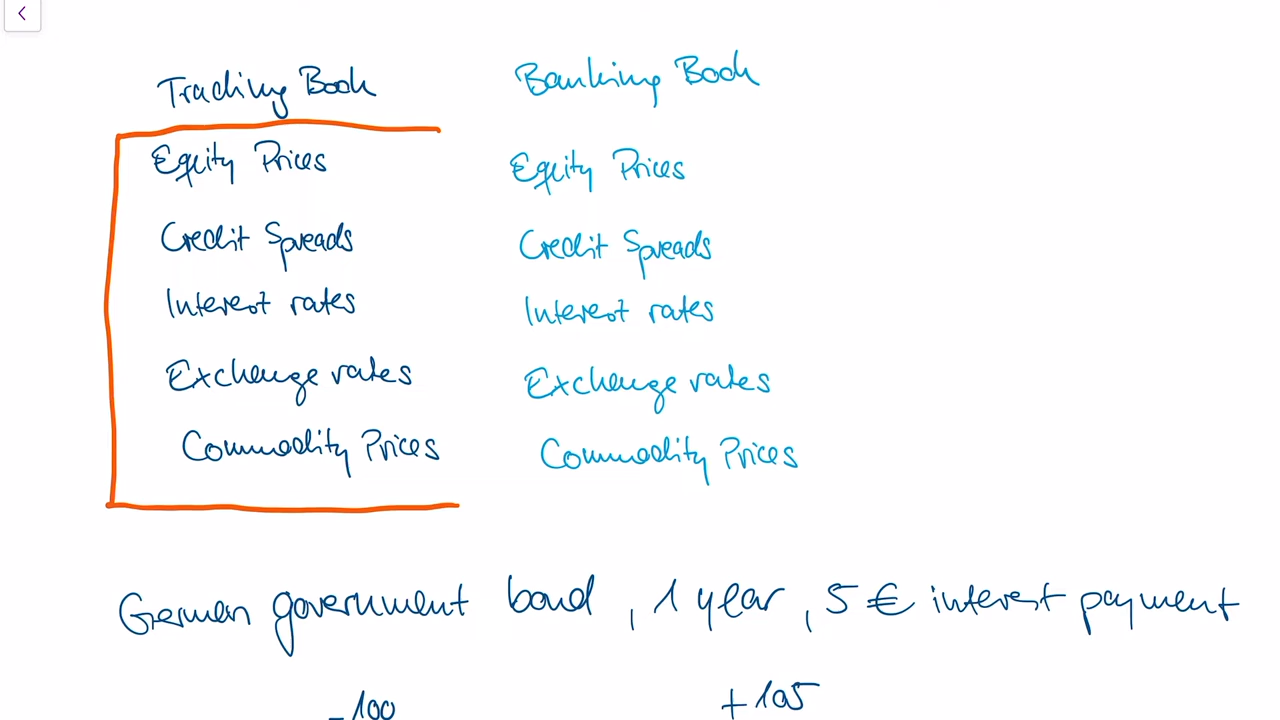 Trading Book Banking Book
Equity Prices Equity Prices
Credit Spreads Credit Spreads
Interest rates Interest rates
Exchange rates Exchange rates
Commodity Prices Commodity Prices
German government bond, 1 year, 5 € interest payment
-100 +105